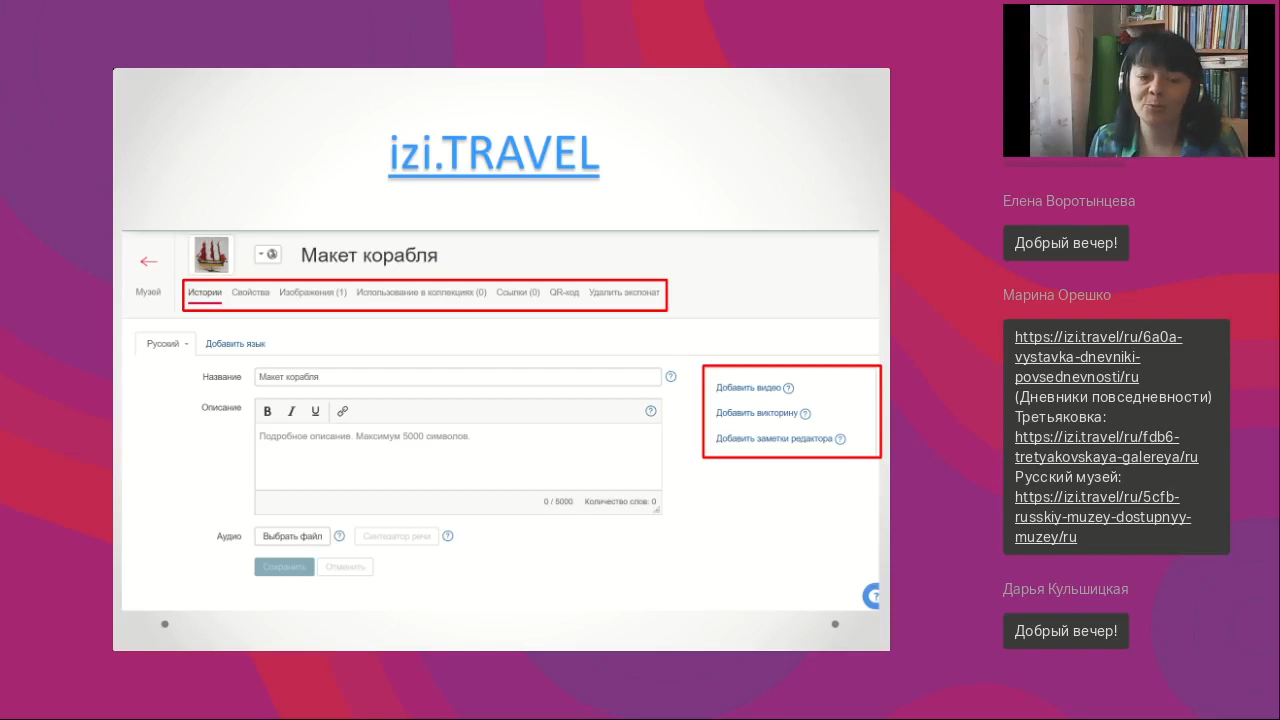 izi.TRAVEL
Макет корабля
Музей
Истории Свойства Изображения (1) Использование в коллекциях (0) Ссылки (0) QR-код Удалить экспонат
Русский Добавить язык
Название Макет корабля
Описание B I U
Подробное описание. Максимум 5000 символов.
0 / 5000 Количество слов: 0
Аудио Выбрать файл Синтезатор речи
Сохранить Отменить
Добавить видео
Добавить викторину
Добавить заметки редактора
Елена Воротынцева
Добрый вечер!
Марина Орешко
https://izi.travel/ru/6a0a-
vystavka-dnevniki-
povsednevnosti/ru
(Дневники повседневности)
Третьяковка:
https://izi.travel/ru/fdb6-
tretyakovskaya-galereya/ru
Русский музей:
https://izi.travel/ru/5cfb-
russkiy-muzey-dostupnyy-
muzey/ru
Дарья Кульшицкая
Добрый вечер!